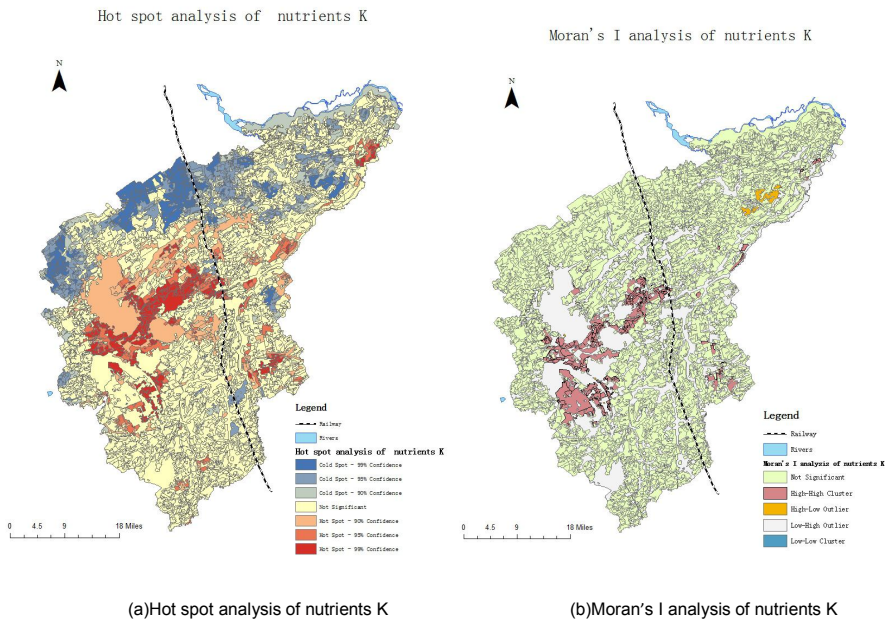 Hot spot analysis of nutrients K
N
Legend
Railway
Rivers
Hot spot analysis of nutrients K
Cold Spot - 99% Confidence
Cold Spot - 95% Confidence
Cold Spot - 90% Confidence
Not Significant
Hot Spot - 90% Confidence
Hot Spot - 95% Confidence
Hot Spot - 99% Confidence
0 4.5 9 18 Miles
(a)Hot spot analysis of nutrients K
Moran's I analysis of nutrients K
N
Legend
Railway
Rivers
Moran's I analysis of nutrients K
Not Significant
High-High Cluster
High-Low Outlier
Low-High Outlier
Low-Low Cluster
0 4.5 9 18 Miles
(b)Moran′s I analysis of nutrients K